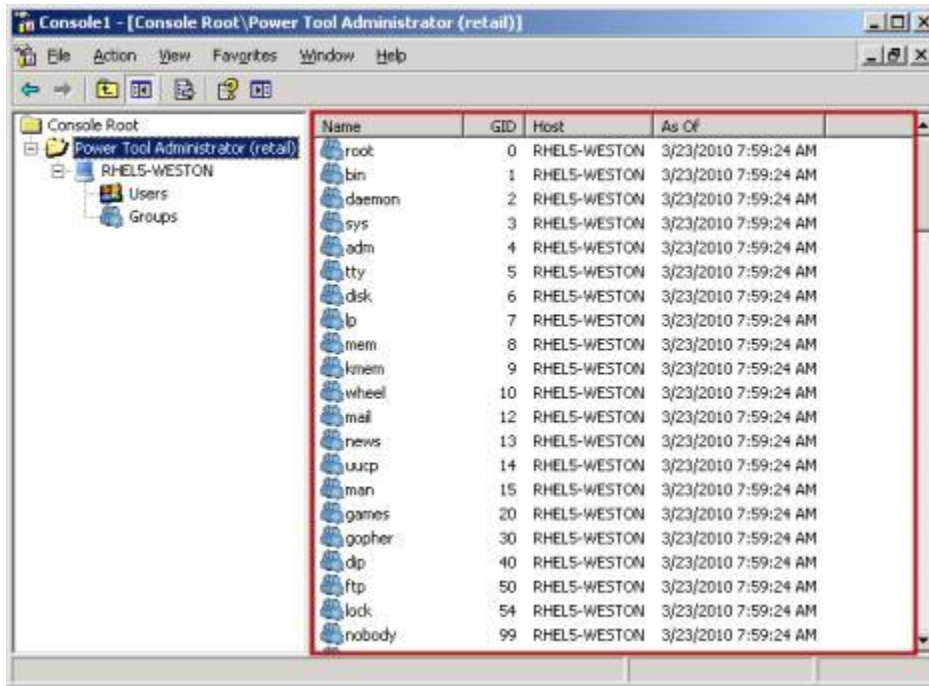 Console1 - [Console Root\Power Tool Administrator (retail)]
File Action View Favorites Window Help
Console Root
Power Tool Administrator (retail)
RHEL5-WESTON
Users
Groups
Name GID Host As Of
root 0 RHEL5-WESTON 3/23/2010 7:59:24 AM
bin 1 RHEL5-WESTON 3/23/2010 7:59:24 AM
daemon 2 RHEL5-WESTON 3/23/2010 7:59:24 AM
sys 3 RHEL5-WESTON 3/23/2010 7:59:24 AM
adm 4 RHEL5-WESTON 3/23/2010 7:59:24 AM
tty 5 RHEL5-WESTON 3/23/2010 7:59:24 AM
disk 6 RHEL5-WESTON 3/23/2010 7:59:24 AM
lp 7 RHEL5-WESTON 3/23/2010 7:59:24 AM
mem 8 RHEL5-WESTON 3/23/2010 7:59:24 AM
kmem 9 RHEL5-WESTON 3/23/2010 7:59:24 AM
wheel 10 RHEL5-WESTON 3/23/2010 7:59:24 AM
mail 12 RHEL5-WESTON 3/23/2010 7:59:24 AM
news 13 RHEL5-WESTON 3/23/2010 7:59:24 AM
uucp 14 RHEL5-WESTON 3/23/2010 7:59:24 AM
man 15 RHEL5-WESTON 3/23/2010 7:59:24 AM
games 20 RHEL5-WESTON 3/23/2010 7:59:24 AM
gopher 30 RHEL5-WESTON 3/23/2010 7:59:24 AM
dip 40 RHEL5-WESTON 3/23/2010 7:59:24 AM
ftp 50 RHEL5-WESTON 3/23/2010 7:59:24 AM
lock 54 RHEL5-WESTON 3/23/2010 7:59:24 AM
nobody 99 RHEL5-WESTON 3/23/2010 7:59:24 AM